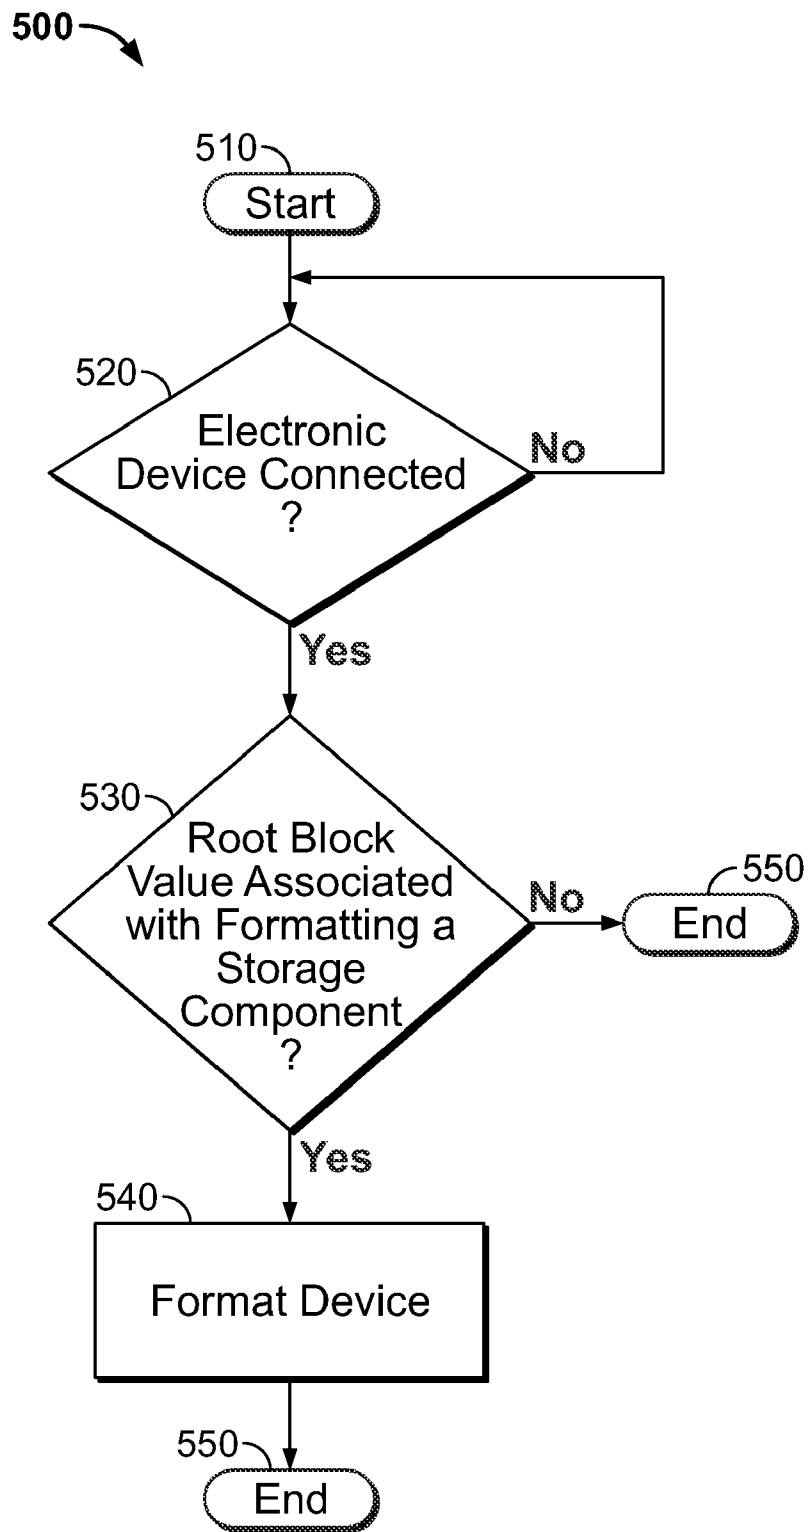 500
510
Start
520
Electronic
Device Connected
?
No
Yes
530
Root Block
Value Associated
with Formatting a
Storage
Component
?
No
550
End
Yes
540
Format Device
550
End